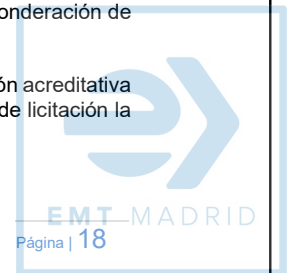 onderación de
ón acreditativa
de licitación la
EMT MADRID
Página | 18